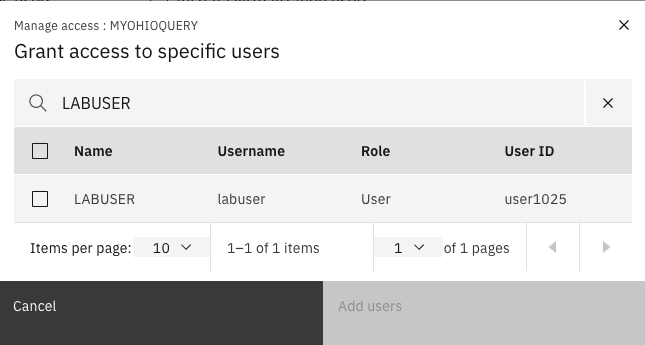 Manage access : MYOHIOQUERY
Grant access to specific users
LABUSER
Name Username Role User ID
LABUSER labuser User user1025
Items per page: 10 1–1 of 1 items 1 of 1 pages
Cancel Add users